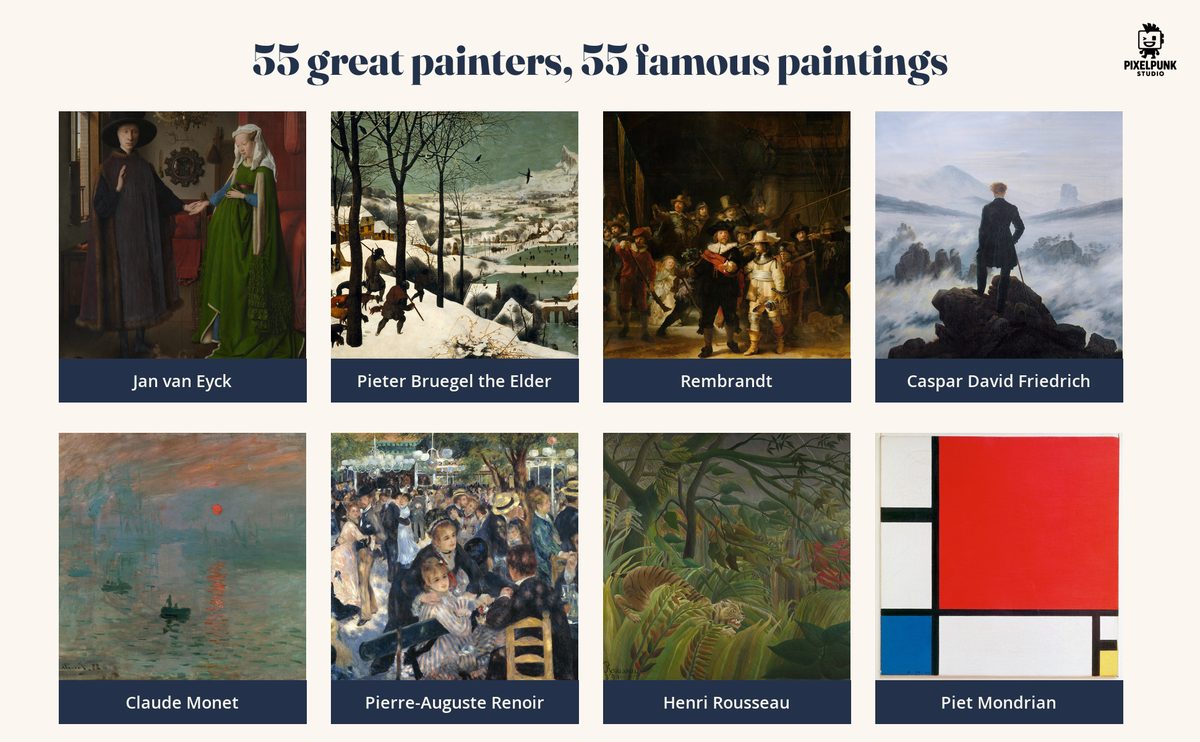 55 great painters, 55 famous paintings
PIXELPUNK
STUDIO
Jan van Eyck
Pieter Bruegel the Elder
Rembrandt
Caspar David Friedrich
Claude Monet
Pierre-Auguste Renoir
Henri Rousseau
Piet Mondrian